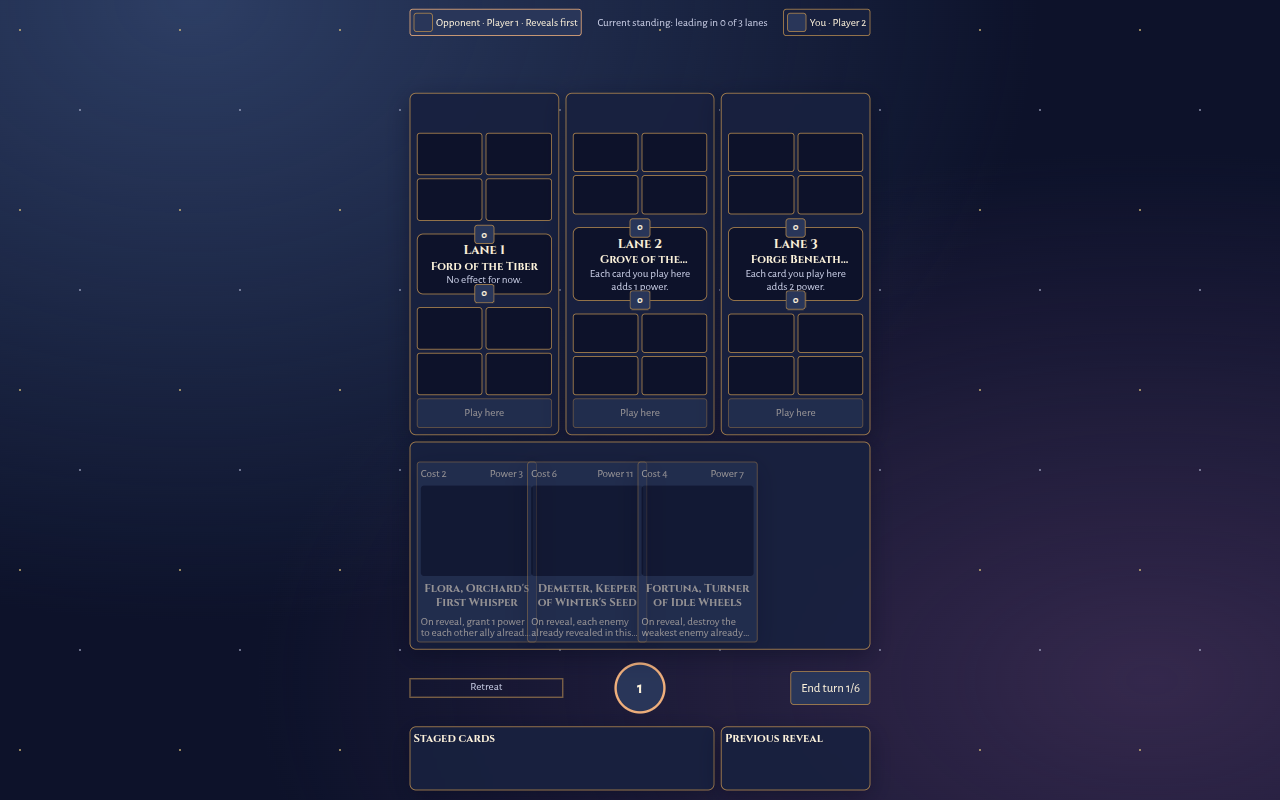 Opponent · Player 1 · Reveals first
Current standing: leading in 0 of 3 lanes
You · Player 2
0
Lane 1
Ford of the Tiber
No effect for now.
0
0
Lane 2
Grove of the...
Each card you play here
adds 1 power.
0
0
Lane 3
Forge Beneath...
Each card you play here
adds 2 power.
0
Play here
Play here
Play here
Cost 2
Power 3
Flora, Orchard's
First Whisper
On reveal, grant 1 power
to each other ally alread...
Cost 6
Power 11
Demeter, Keeper
of Winter's Seed
On reveal, each enemy
already revealed in this...
Cost 4
Power 7
Fortuna, Turner
of Idle Wheels
On reveal, destroy the
weakest enemy already...
Retreat
1
End turn 1/6
Staged cards
Previous reveal